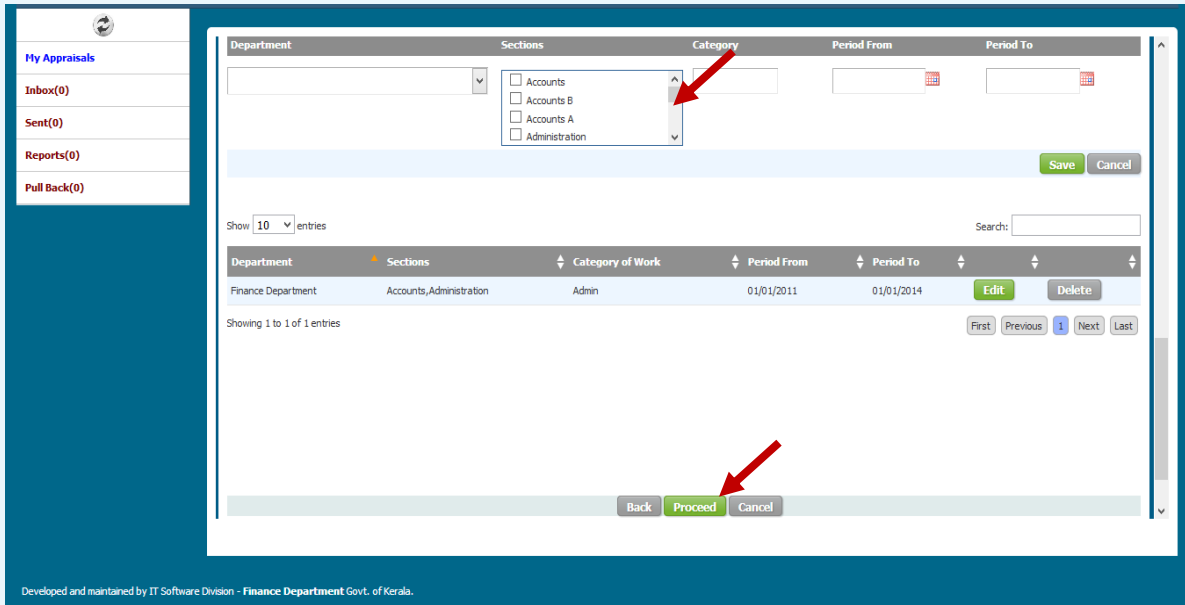 My Appraisals
Inbox(0)
Sent(0)
Reports(0)
Pull Back(0)
Department Sections Category Period From Period To
Accounts
Accounts B
Accounts A
Administration
Save Cancel
Show 10 entries Search:
Department Sections Category of Work Period From Period To
Finance Department Accounts,Administration Admin 01/01/2011 01/01/2014 Edit Delete
Showing 1 to 1 of 1 entries First Previous 1 Next Last
Back Proceed Cancel
Developed and maintained by IT Software Division - Finance Department Govt. of Kerala.